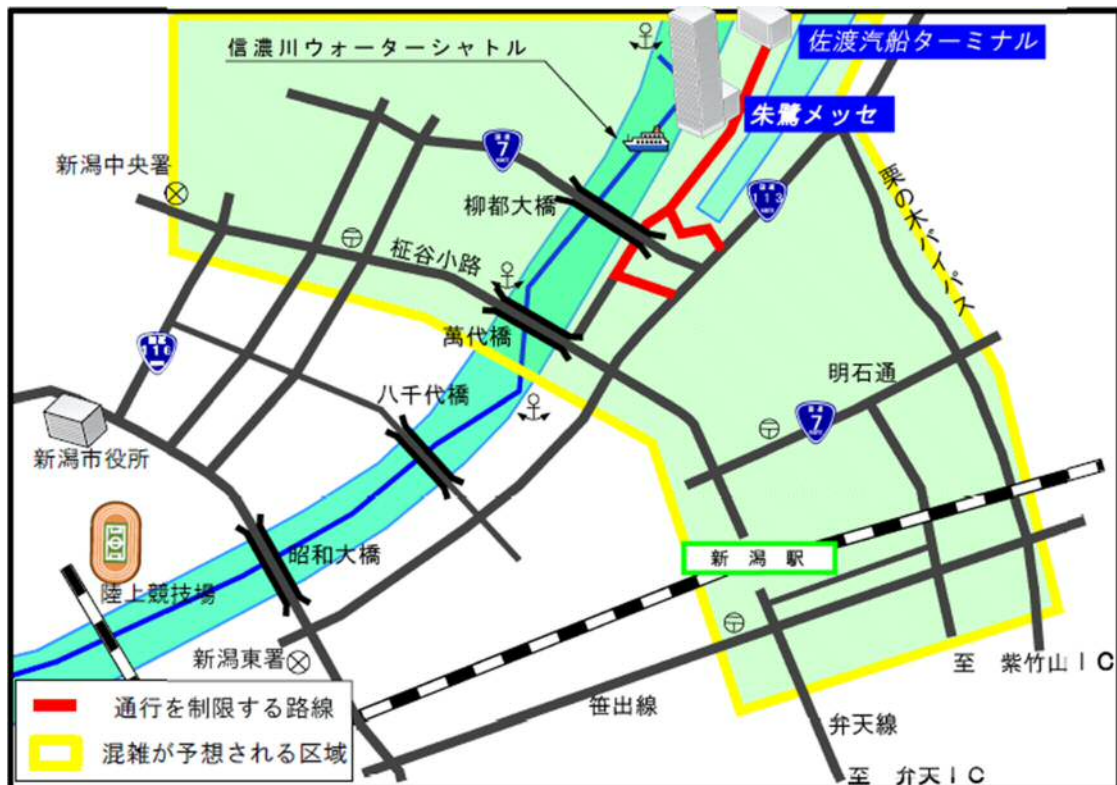 佐渡汽船ターミナル
信濃川ウォーターシャトル
朱鷺メッセ
7
新潟中央署
柳都大橋
113
栗の木バイパス
柾谷小路
萬代橋
116
明石通
八千代橋
7
新潟市役所
新潟駅
昭和大橋
陸上競技場
新潟東署
至 紫竹山IC
笹出線
弁天線
至 弁天IC
通行を制限する路線
混雑が予想される区域